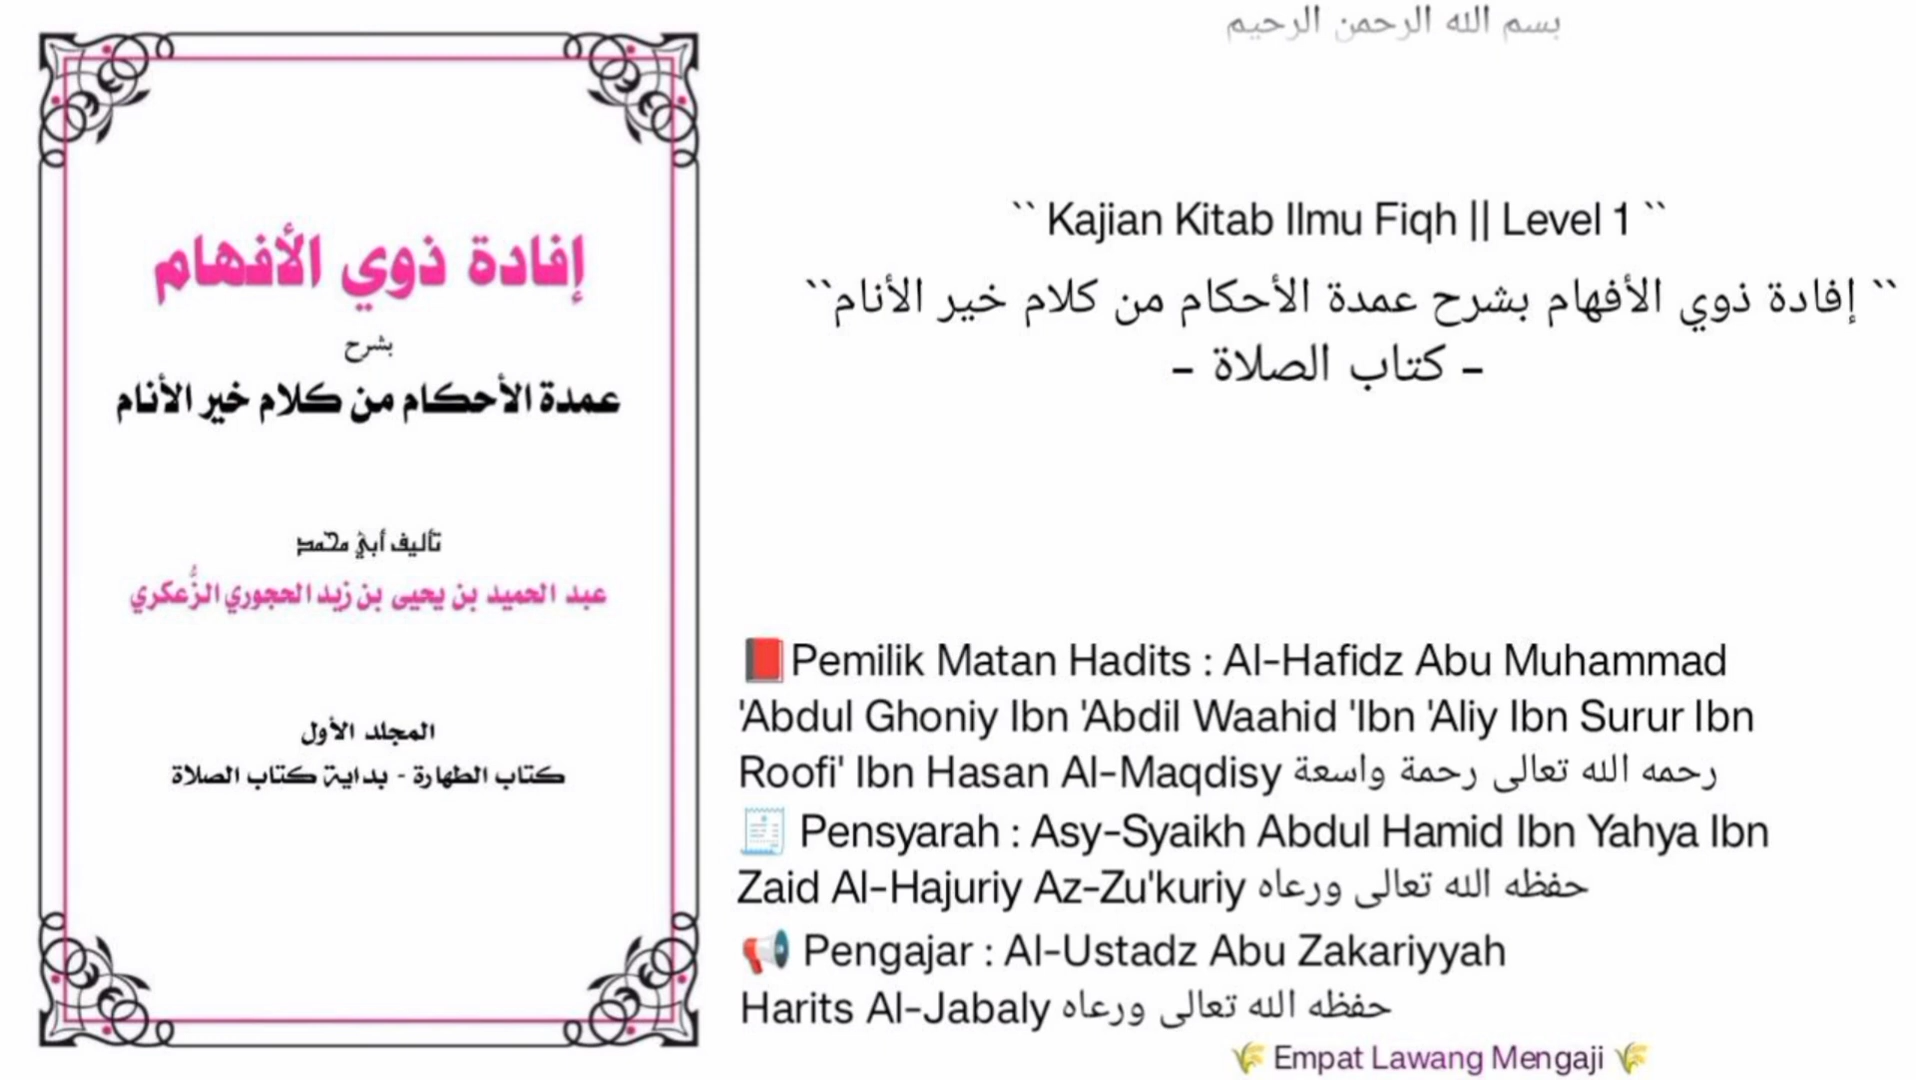 إفادة ذوي الأفهام
بشرح
عمدة الأحكام من كلام خير الأنام
تأليف أبي محمد
عبد الحميد بن يحيى بن زيد الحجوري الزُّعكري
المجلد الأول
كتاب الطهارة - بداية كتاب الصلاة
بسم الله الرحمن الرحيم
`` Kajian Kitab Ilmu Fiqh || Level 1 ``
`` إفادة ذوي الأفهام بشرح عمدة الأحكام من كلام خير الأنام``
- كتاب الصلاة -
📕Pemilik Matan Hadits : Al-Hafidz Abu Muhammad
'Abdul Ghoniy Ibn 'Abdil Waahid 'Ibn 'Aliy Ibn Surur Ibn
Roofi' Ibn Hasan Al-Maqdisy رحمه الله تعالى رحمة واسعة
🧾 Pensyarah : Asy-Syaikh Abdul Hamid Ibn Yahya Ibn
Zaid Al-Hajuriy Az-Zu'kuriy حفظه الله تعالى ورعاه
📢 Pengajar : Al-Ustadz Abu Zakariyyah
Harits Al-Jabaly حفظه الله تعالى ورعاه
🌾 Empat Lawang Mengaji 🌾